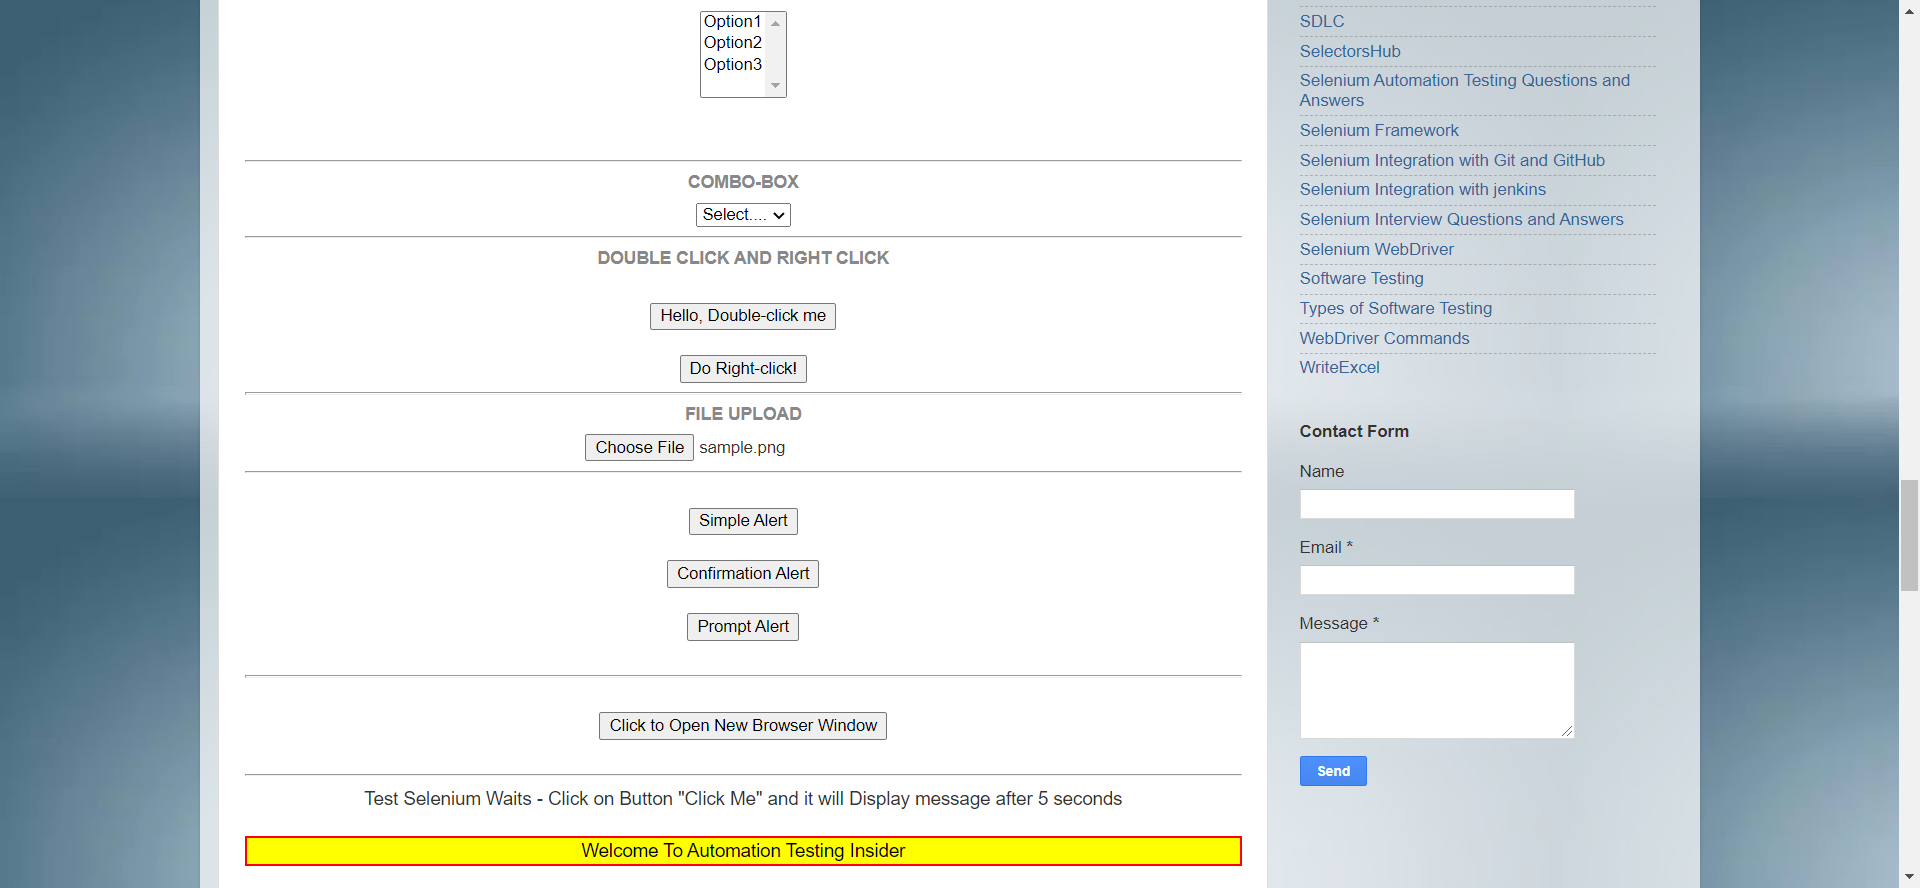 Option1
Option2
Option3
COMBO-BOX
Select....
DOUBLE CLICK AND RIGHT CLICK
Hello, Double-click me
Do Right-click!
FILE UPLOAD
Choose File sample.png
Simple Alert
Confirmation Alert
Prompt Alert
Click to Open New Browser Window
Test Selenium Waits - Click on Button "Click Me" and it will Display message after 5 seconds
Welcome To Automation Testing Insider
SDLC
SelectorsHub
Selenium Automation Testing Questions and
Answers
Selenium Framework
Selenium Integration with Git and GitHub
Selenium Integration with jenkins
Selenium Interview Questions and Answers
Selenium WebDriver
Software Testing
Types of Software Testing
WebDriver Commands
WriteExcel
Contact Form
Name
Email *
Message *
Send